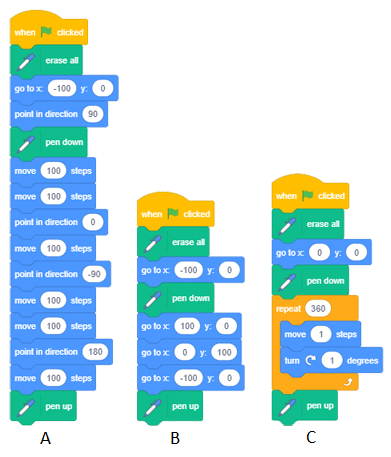 when clicked
erase all
go to x: -100 y: 0
point in direction 90
pen down
move 100 steps
move 100 steps
point in direction 0
move 100 steps
point in direction -90
move 100 steps
move 100 steps
point in direction 180
move 100 steps
pen up
A
when clicked
erase all
go to x: -100 y: 0
pen down
go to x: 100 y: 0
go to x: 0 y: 100
go to x: -100 y: 0
pen up
B
when clicked
erase all
go to x: 0 y: 0
pen down
repeat 360
move 1 steps
turn 1 degrees
pen up
C